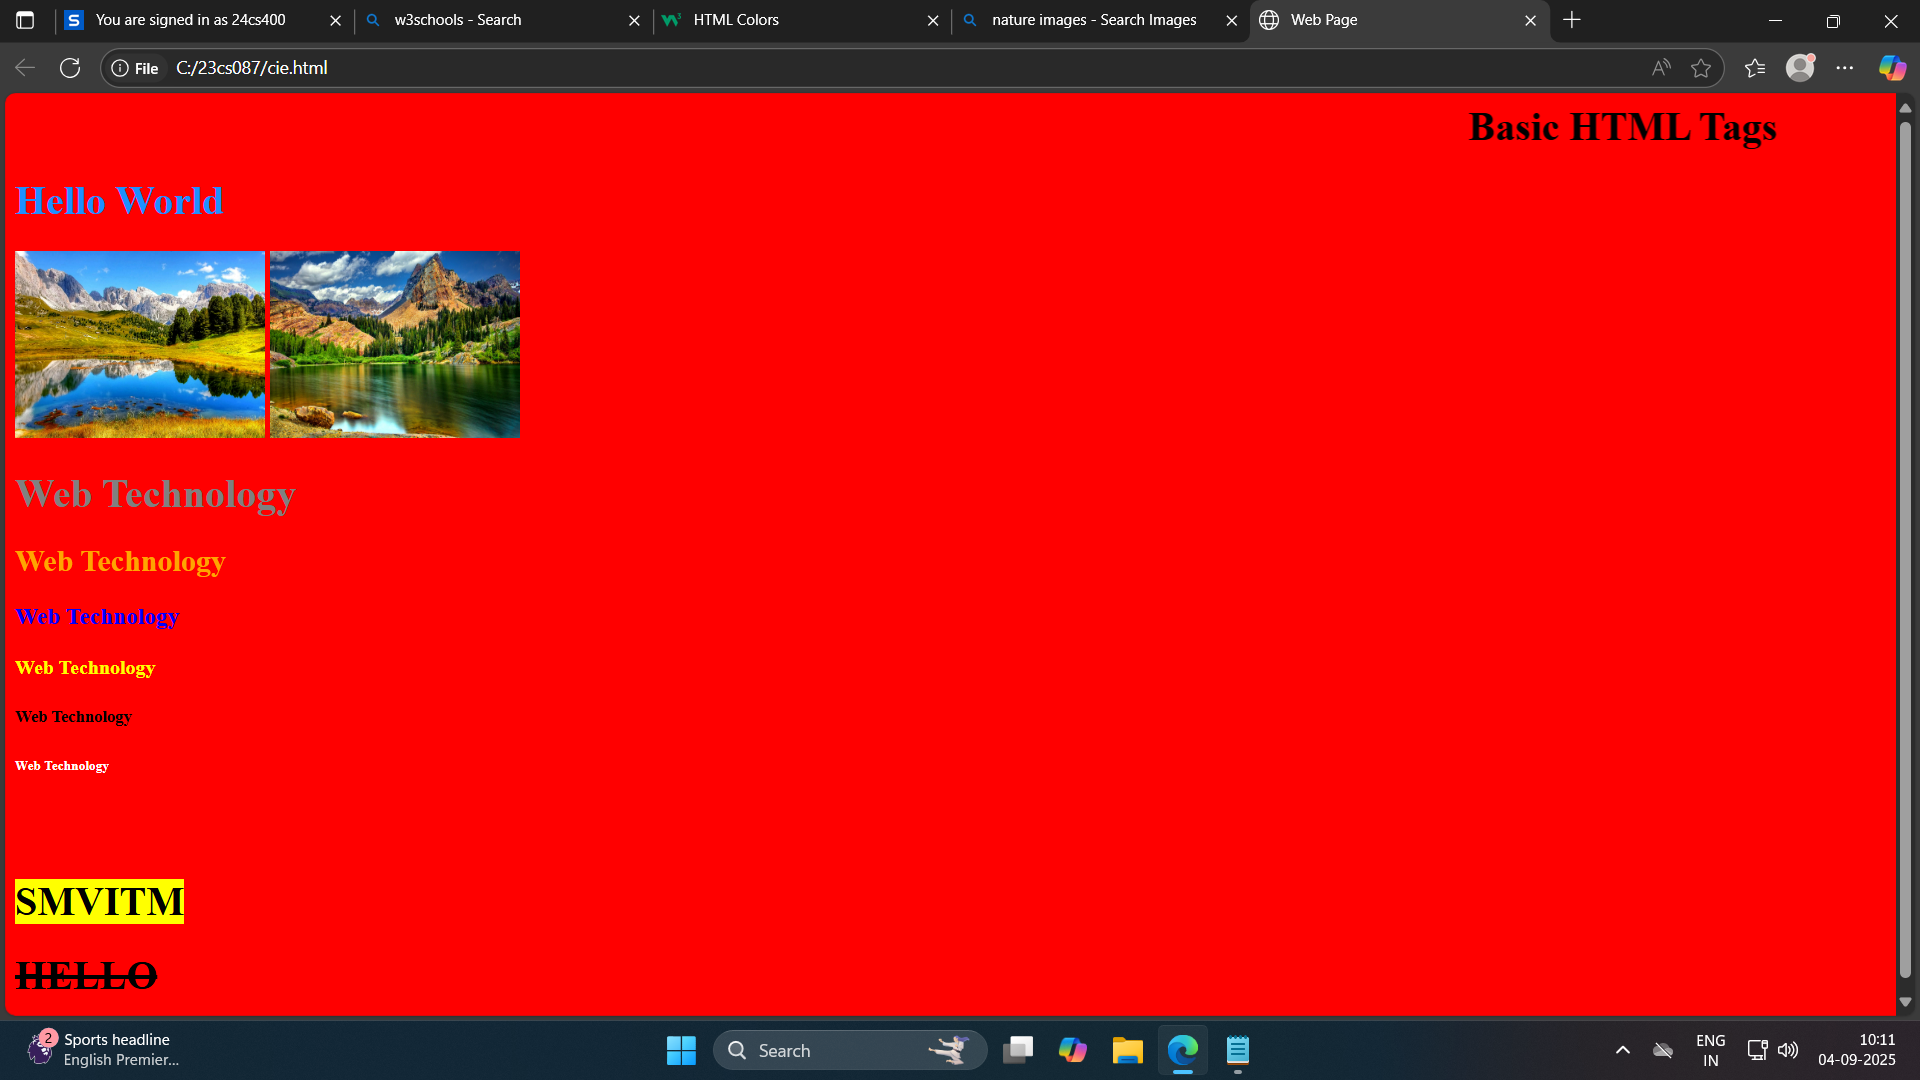 You are signed in as 24cs400
w3schools - Search
HTML Colors
nature images - Search Images
Web Page
File
C:/23cs087/cie.html
Basic HTML Tags
Hello World
Web Technology
Web Technology
Web Technology
Web Technology
Web Technology
Web Technology
SMVITM
HELLO
2
Sports headline
English Premier...
Search
ENG
IN
10:11
04-09-2025